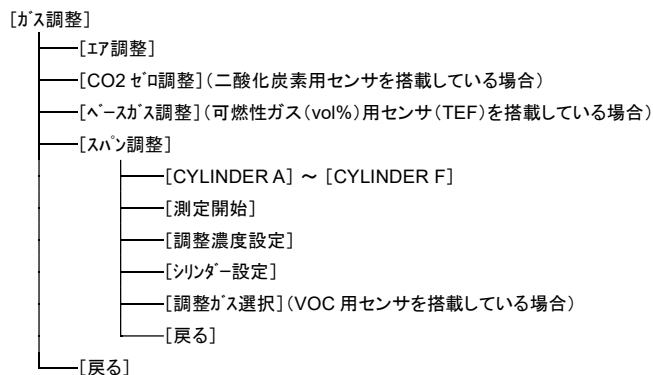 [ｶﾞｽ調整]
[ｴｱ調整]
[CO2 ｾﾞﾛ調整](二酸化炭素用センサを搭載している場合)
[ﾍﾞｰｽｶﾞｽ調整](可燃性ガス(vol%)用センサ(TEF)を搭載している場合)
[ｽﾊﾟﾝ調整]
[CYLINDER A] ～ [CYLINDER F]
[測定開始]
[調整濃度設定]
[ｼﾘﾝﾀﾞｰ設定]
[調整ｶﾞｽ選択](VOC 用センサを搭載している場合)
[戻る]
[戻る]